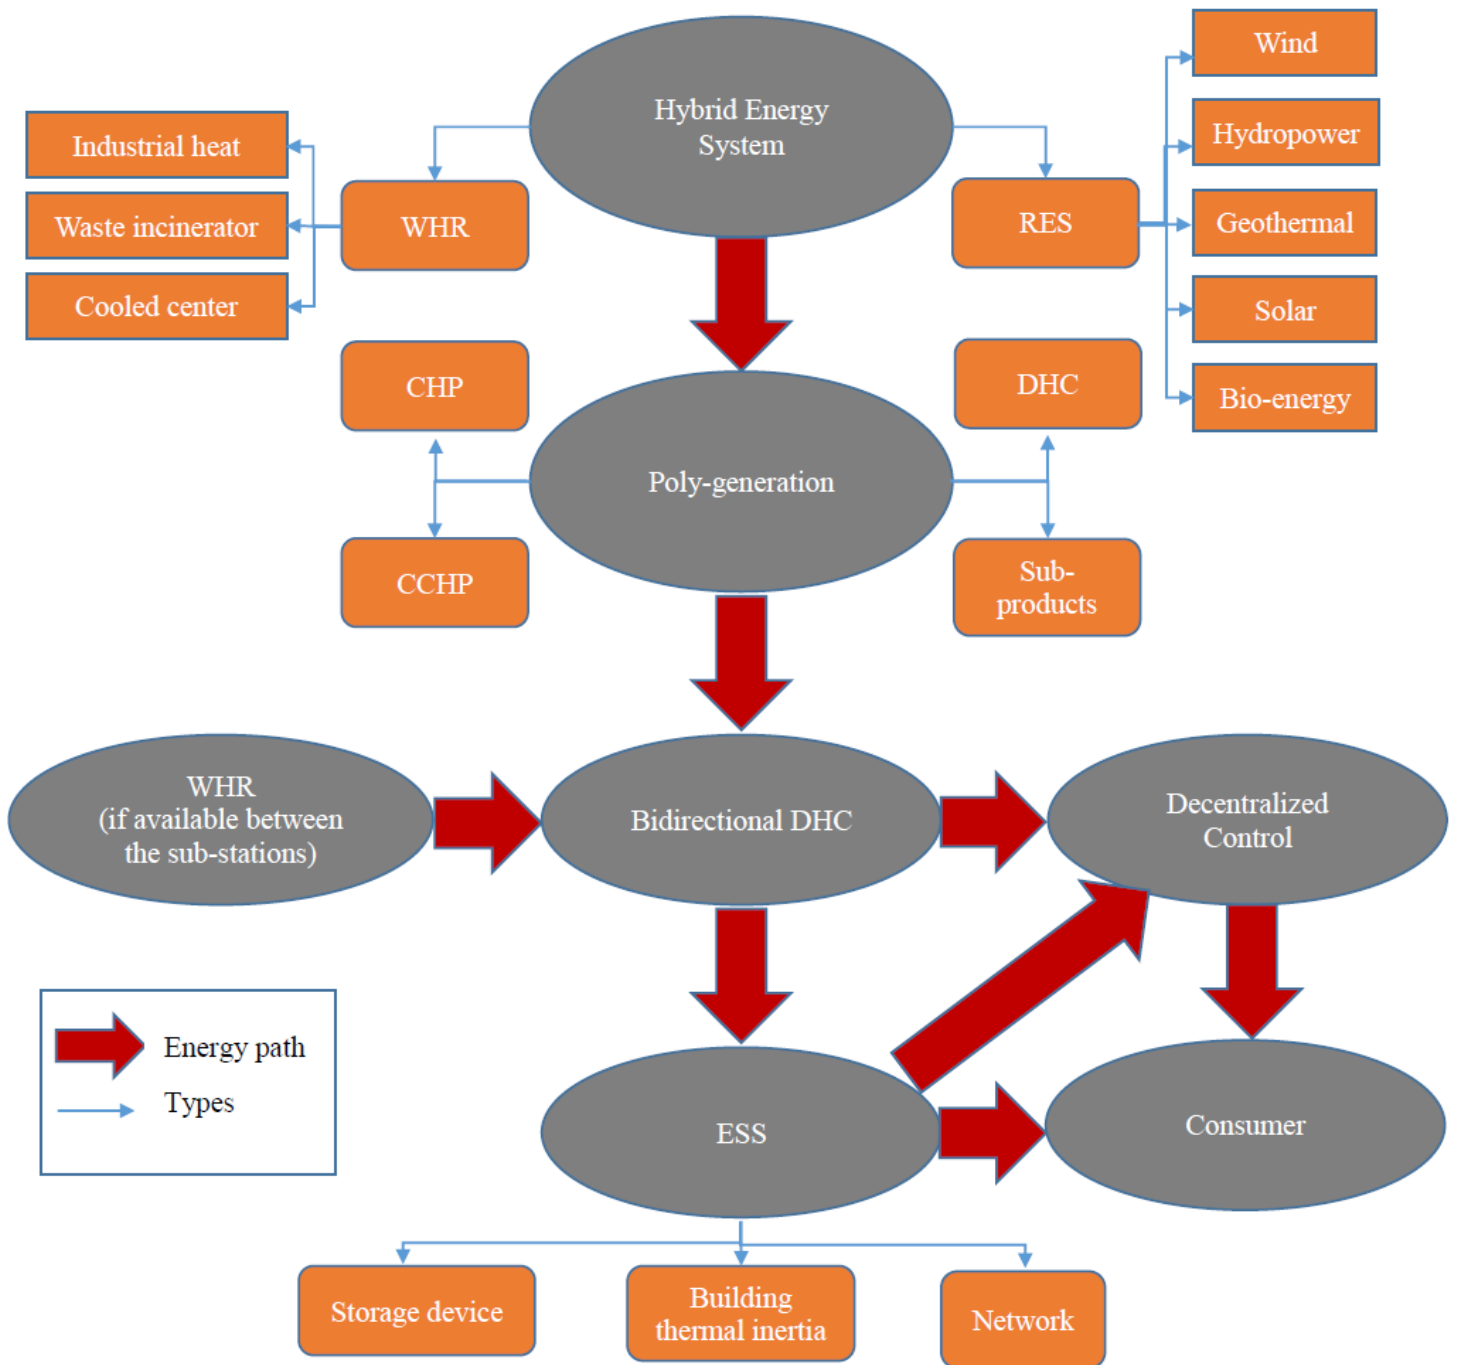 Hybrid Energy
System
Wind
Hydropower
Geothermal
Solar
Bio-energy
RES
WHR
Industrial heat
Waste incinerator
Cooled center
CHP
CCHP
Poly-generation
DHC
Sub-
products
WHR
(if available between
the sub-stations)
Bidirectional DHC
Decentralized
Control
Energy path
Types
ESS
Consumer
Storage device
Building
thermal inertia
Network